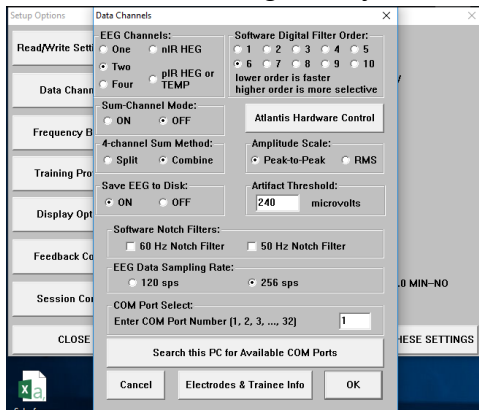 Setup Options
Data Channels
Read/Write Setti
Data Chann
Frequency B
Training Pro
Display Opt
Feedback Co
Session Co
CLOSE
EEG Channels:
One
nIR HEG
Two
pIR HEG or
TEMP
Four
Software Digital Filter Order:
1 2 3 4 5
6 7 8 9 10
lower order is faster
higher order is more selective
Sum-Channel Mode:
ON OFF
Atlantis Hardware Control
4-channel Sum Method:
Split Combine
Amplitude Scale:
Peak-to-Peak RMS
Save EEG to Disk:
ON OFF
Artifact Threshold:
240 microvolts
Software Notch Filters:
60 Hz Notch Filter 50 Hz Notch Filter
EEG Data Sampling Rate:
120 sps 256 sps
COM Port Select:
Enter COM Port Number (1, 2, 3, ..., 32) 1
Search this PC for Available COM Ports
Cancel Electrodes & Trainee Info OK
.0 MIN–NO
HESE SETTINGS